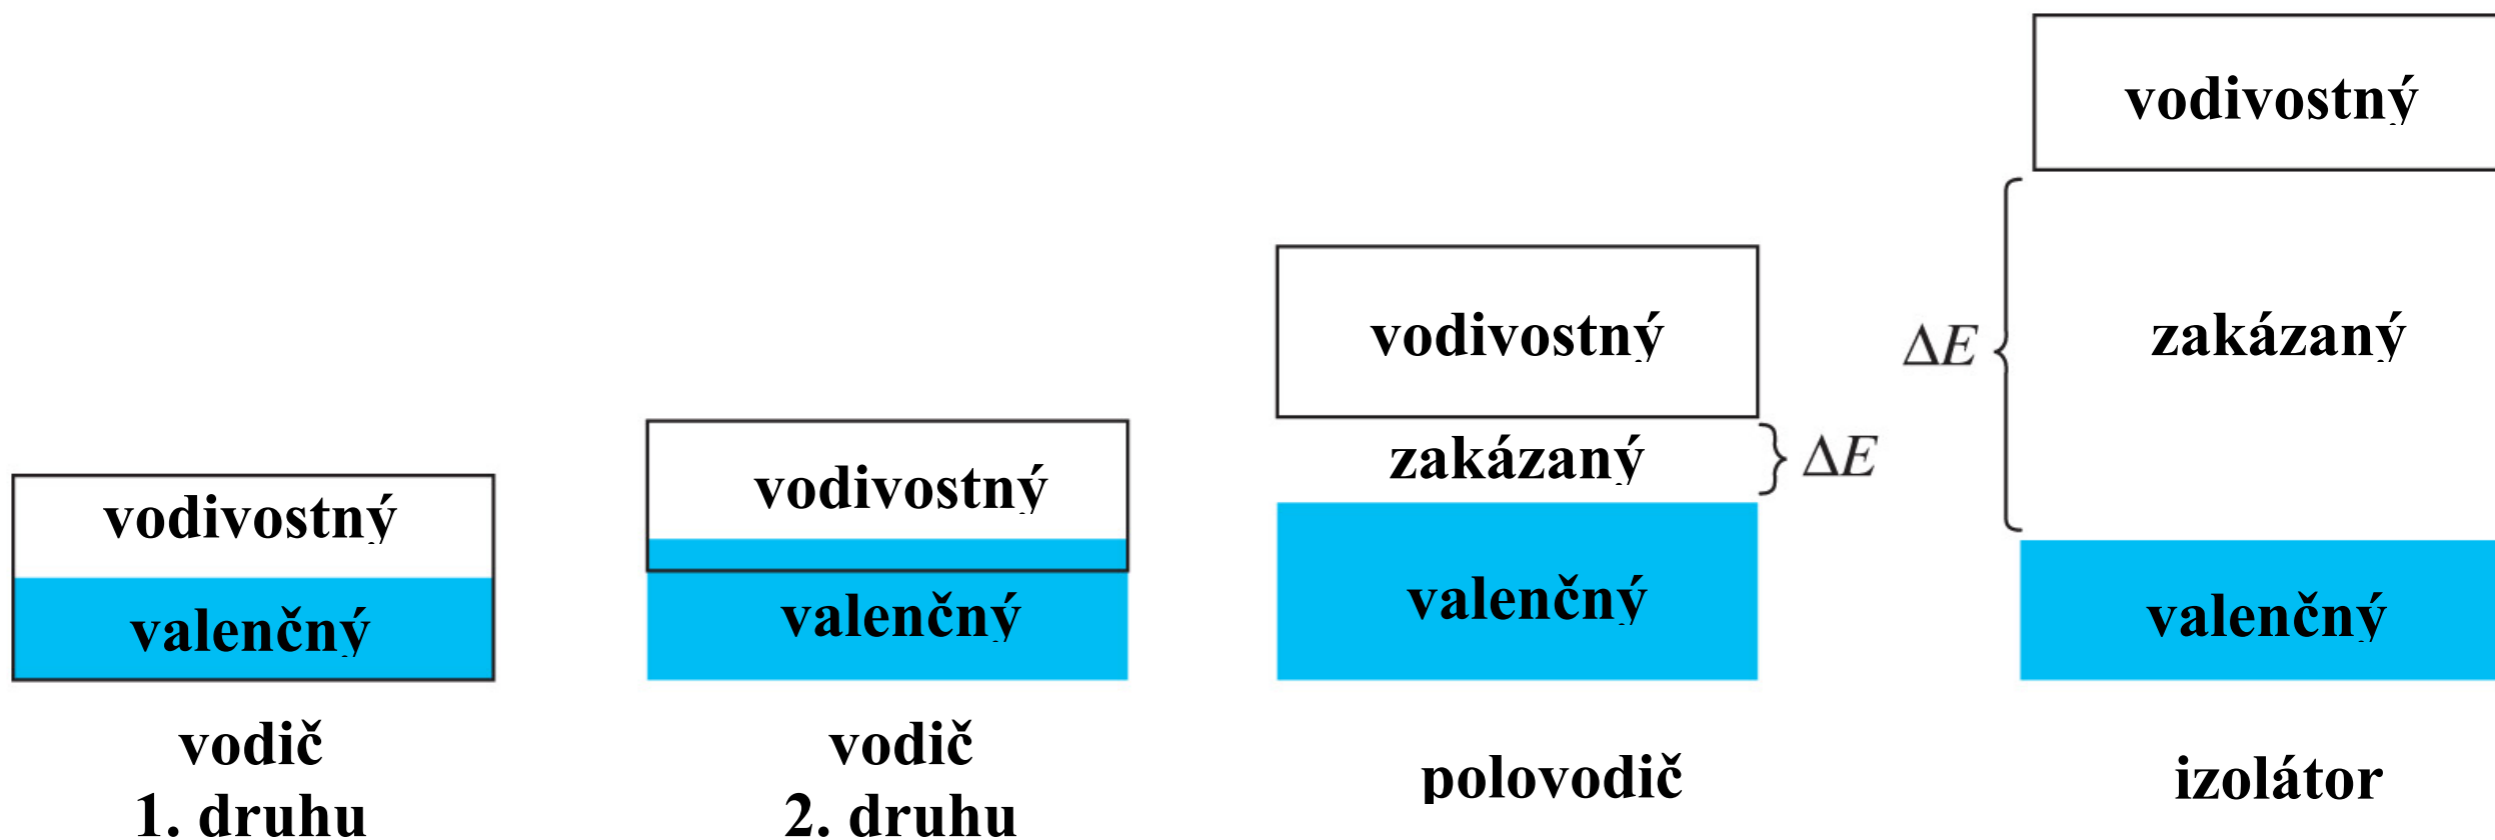 vodivostný
valenčný
vodič
1. druhu
vodivostný
valenčný
vodič
2. druhu
vodivostný
zakázaný
ΔE
valenčný
polovodič
vodivostný
ΔE
zakázaný
valenčný
izolátor